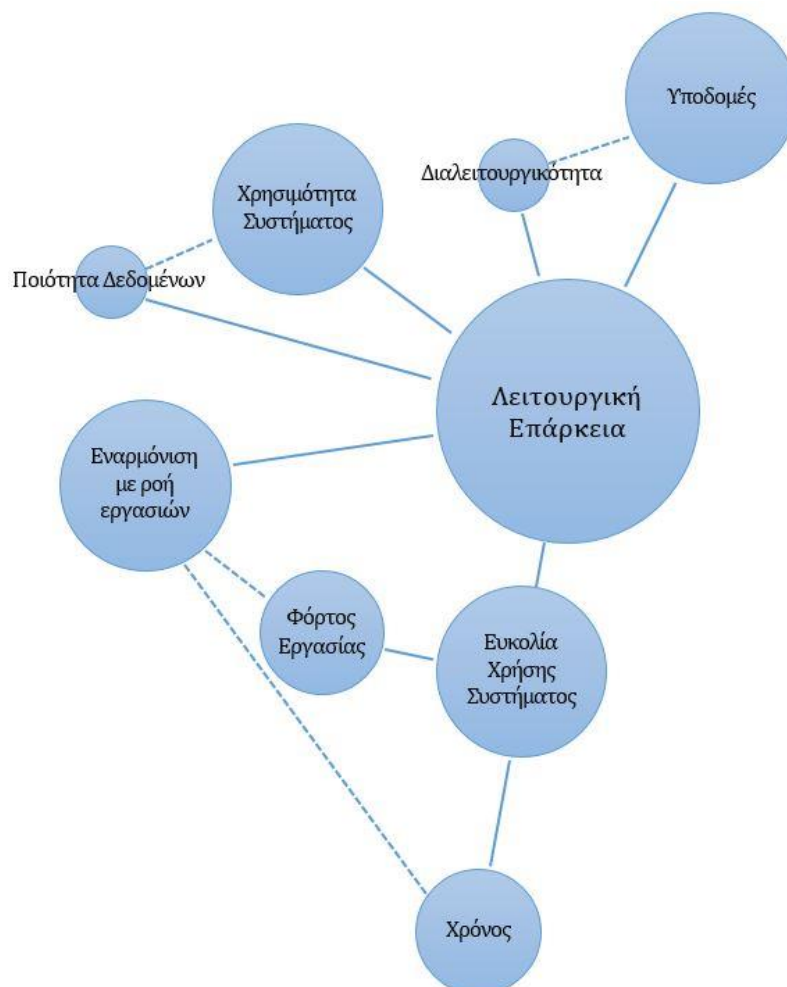 Υποδομές
Διαλειτουργικότητα
Χρησιμότητα
Συστήματος
Ποιότητα Δεδομένων
Λειτουργική
Επάρκεια
Εναρμόνιση
με ροή
εργασιών
Φόρτος
Εργασίας
Ευκολία
Χρήσης
Συστήματος
Χρόνος